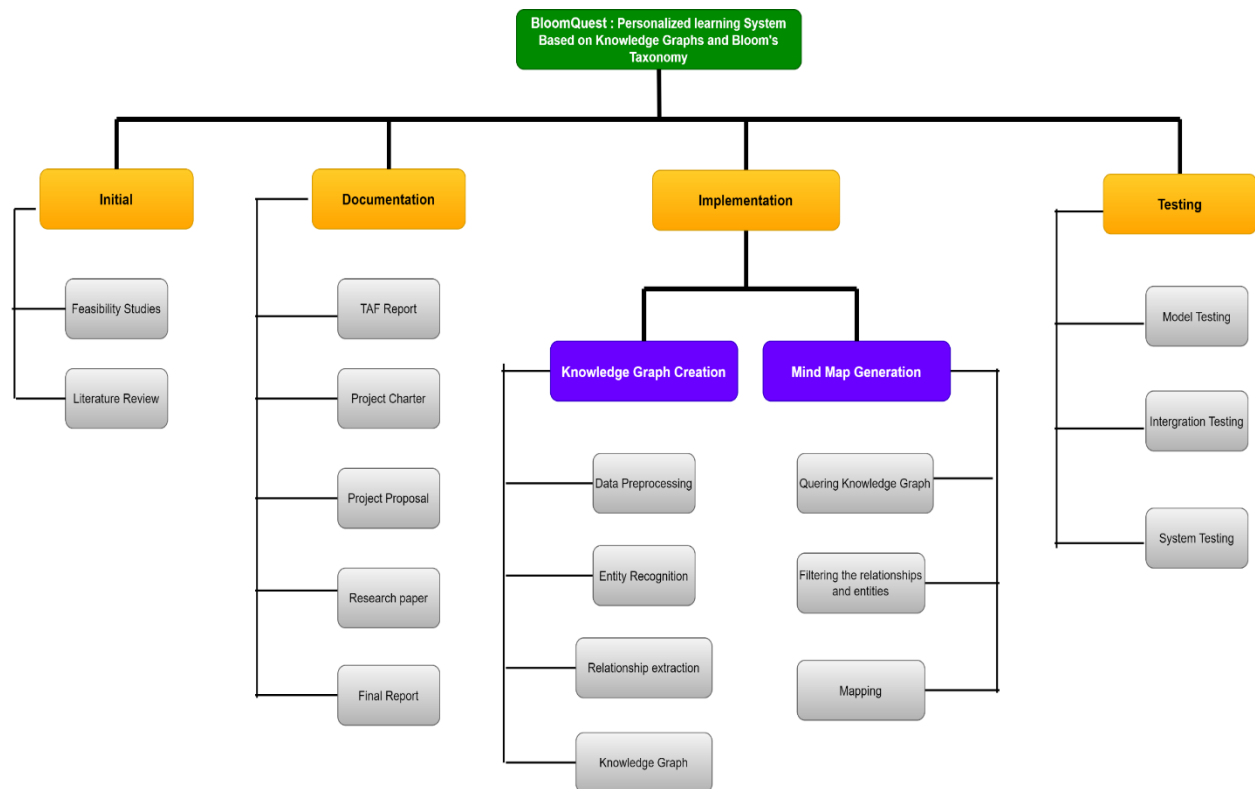 BloomQuest : Personalized learning System
Based on Knowledge Graphs and Bloom's
Taxonomy
Initial
Documentation
Implementation
Testing
Feasibility Studies
Literature Review
TAF Report
Project Charter
Project Proposal
Research paper
Final Report
Knowledge Graph Creation
Mind Map Generation
Data Preprocessing
Entity Recognition
Relationship extraction
Knowledge Graph
Quering Knowledge Graph
Filtering the relationships
and entities
Mapping
Model Testing
Intergration Testing
System Testing